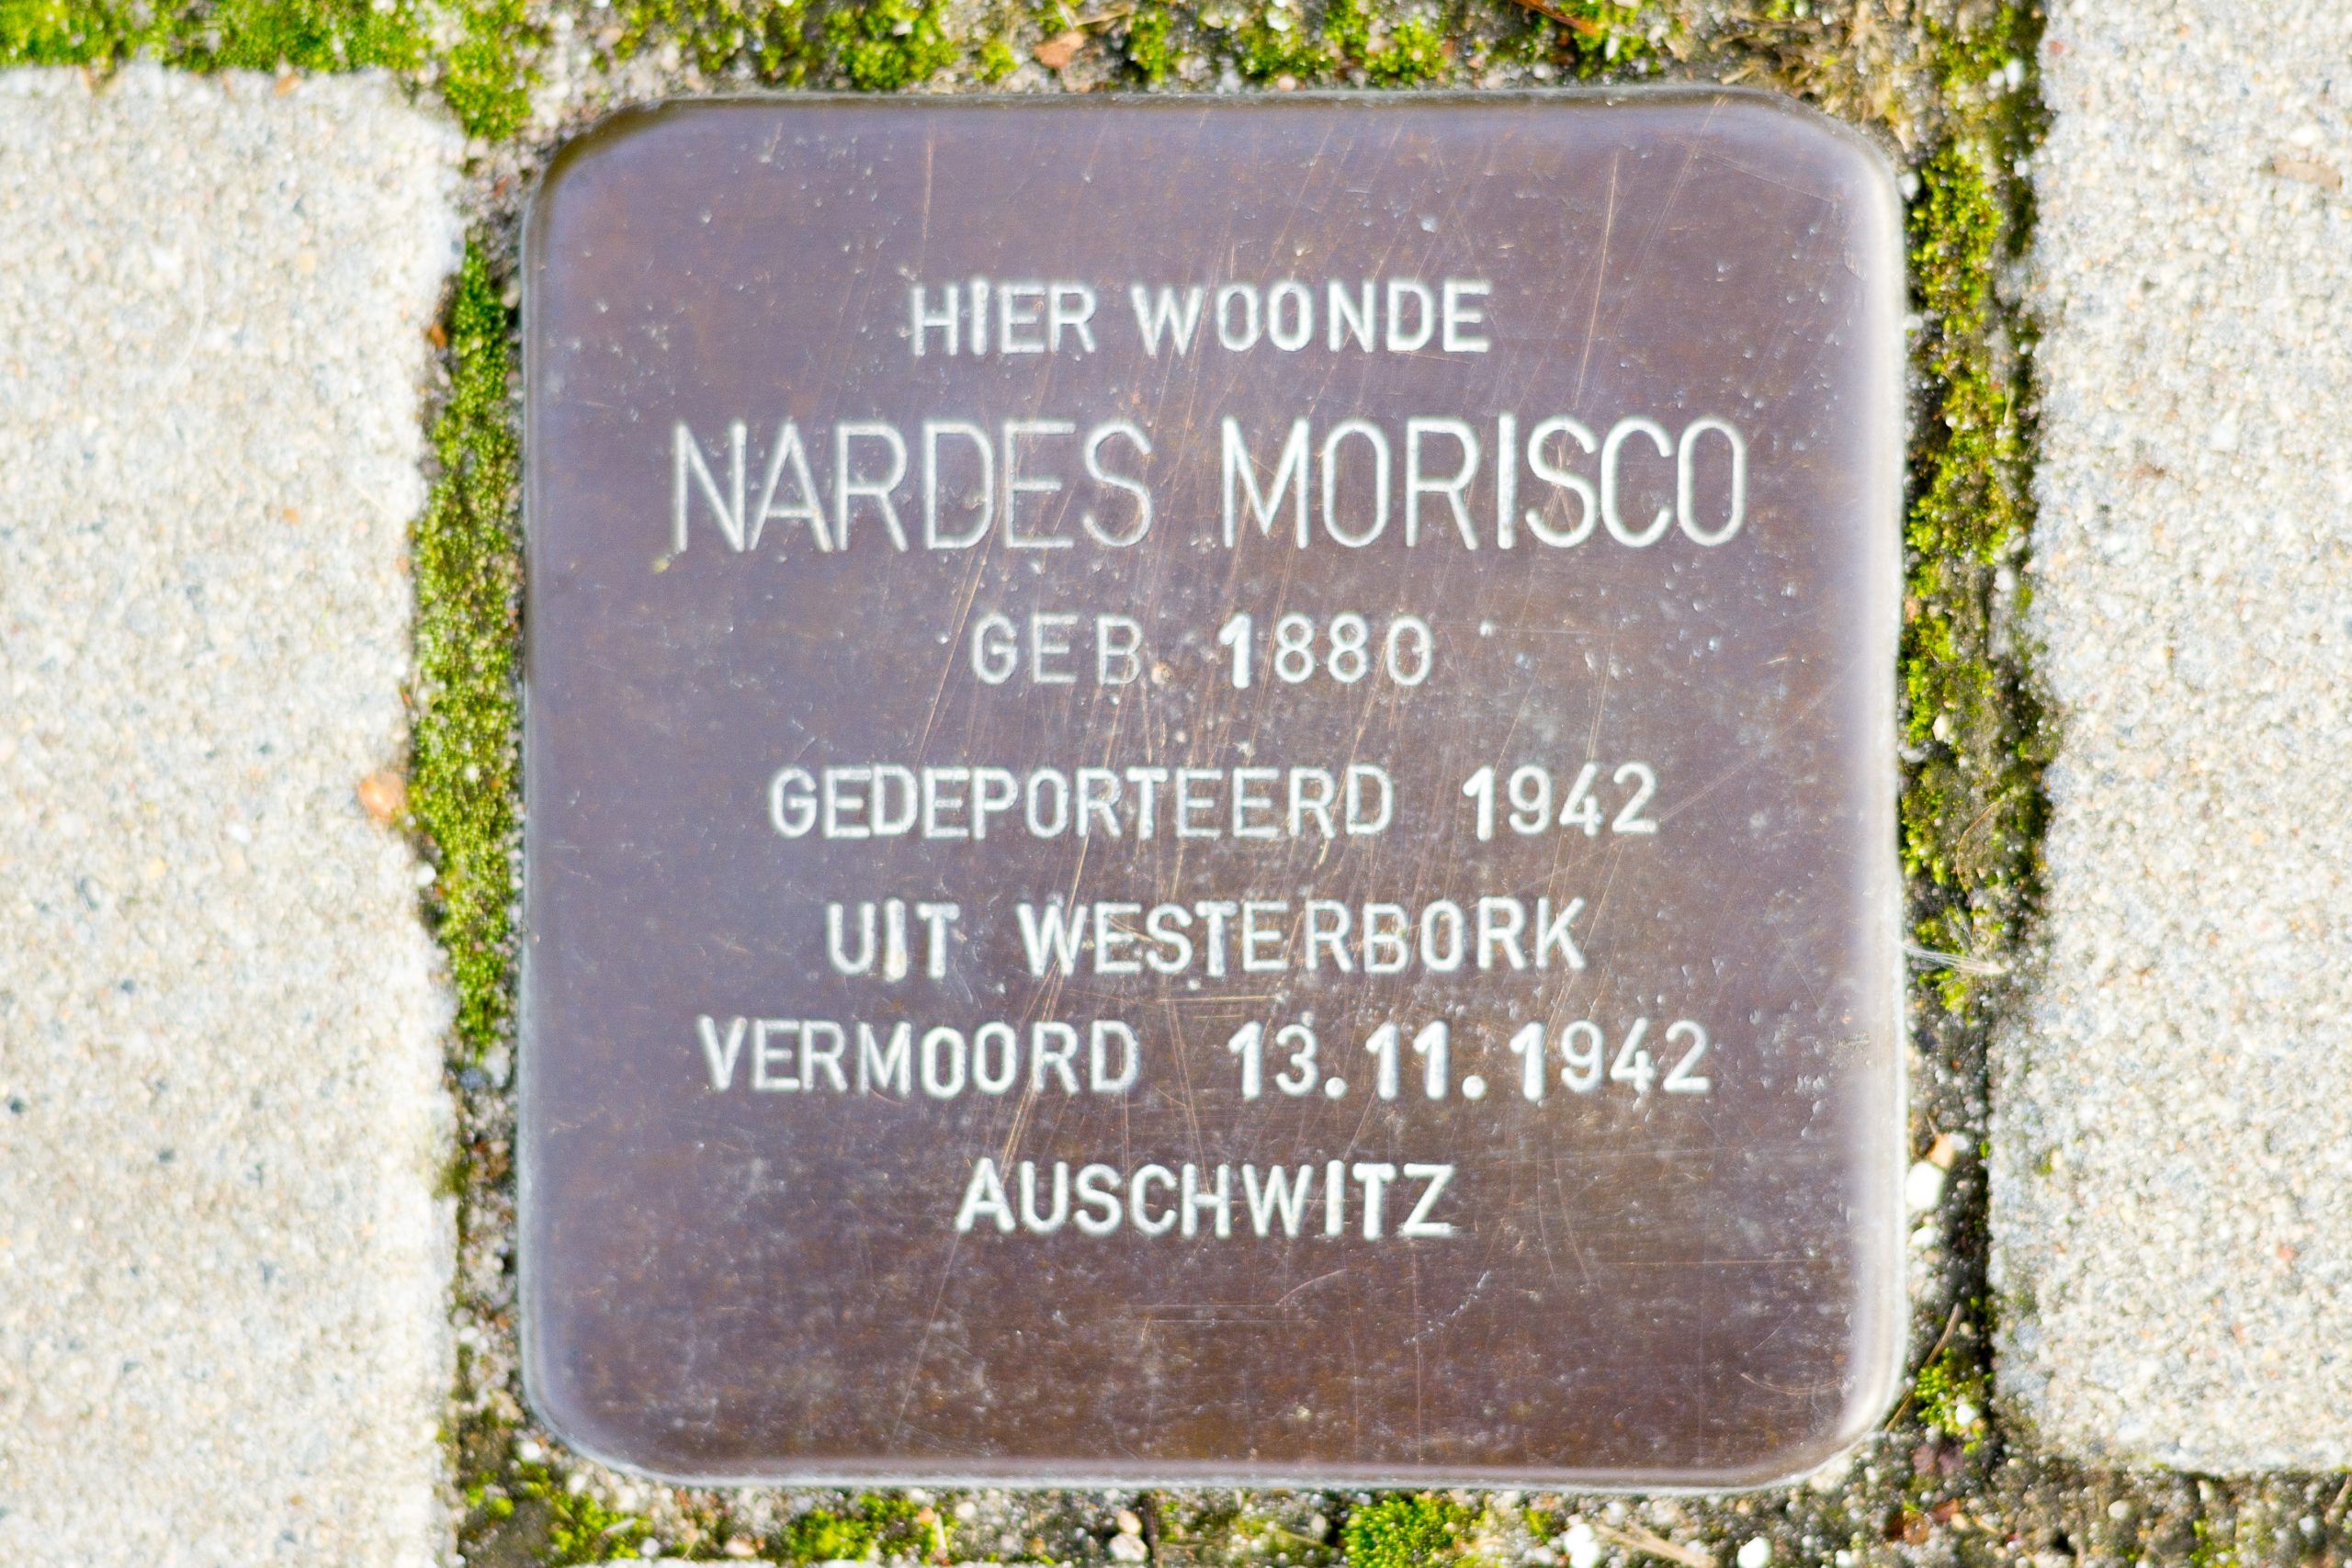 HIER WOONDE
NARDES MORISCO
GEB. 1880
GEDEPORTEERD 1942
UIT WESTERBORK
VERMOORD 13.11.1942
AUSCHWITZ